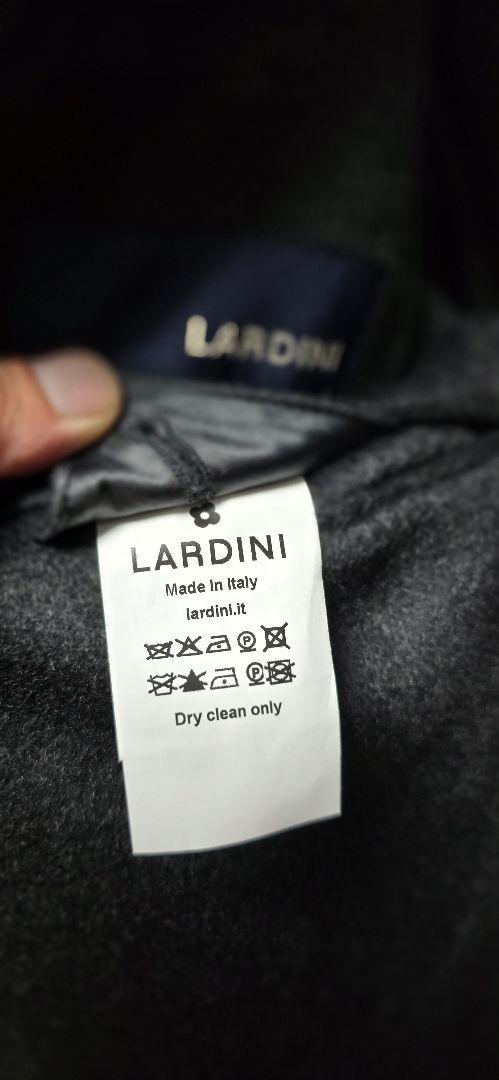 LARDINI
LARDINI
Made in Italy
lardini.it
P
P
Dry clean only